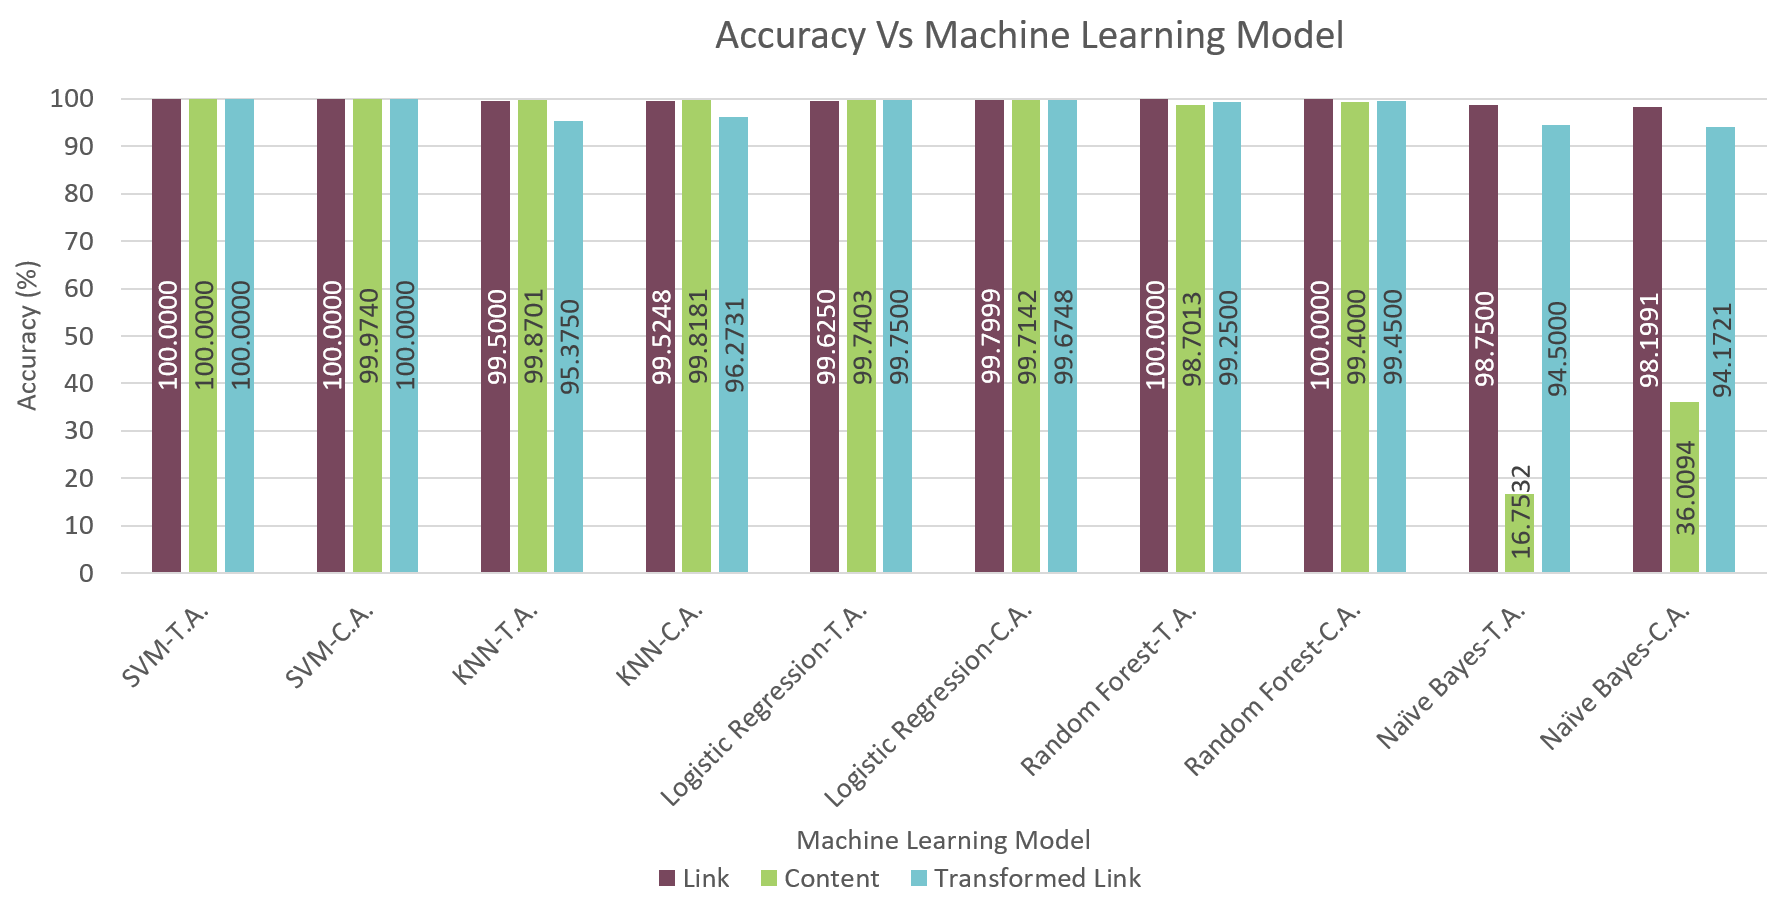 Accuracy Vs Machine Learning Model
Accuracy (%)
100
90
80
70
60
50
40
30
20
10
0
100.0000 100.0000 100.0000
100.0000 99.9740 100.0000
99.5000 99.8701 95.3750
99.5248 99.8181 96.2731
99.6250 99.7403 99.7500
99.7999 99.7142 99.6748
100.0000 98.7013 99.2500
100.0000 99.4000 99.4500
98.7500 16.7532 94.5000
98.1991 36.0094 94.1721
SVM-T.A.
SVM-C.A.
KNN-T.A.
KNN-C.A.
Logistic Regression-T.A.
Logistic Regression-C.A.
Random Forest-T.A.
Random Forest-C.A.
Naïve Bayes-T.A.
Naïve Bayes-C.A.
Machine Learning Model
Link Content Transformed Link